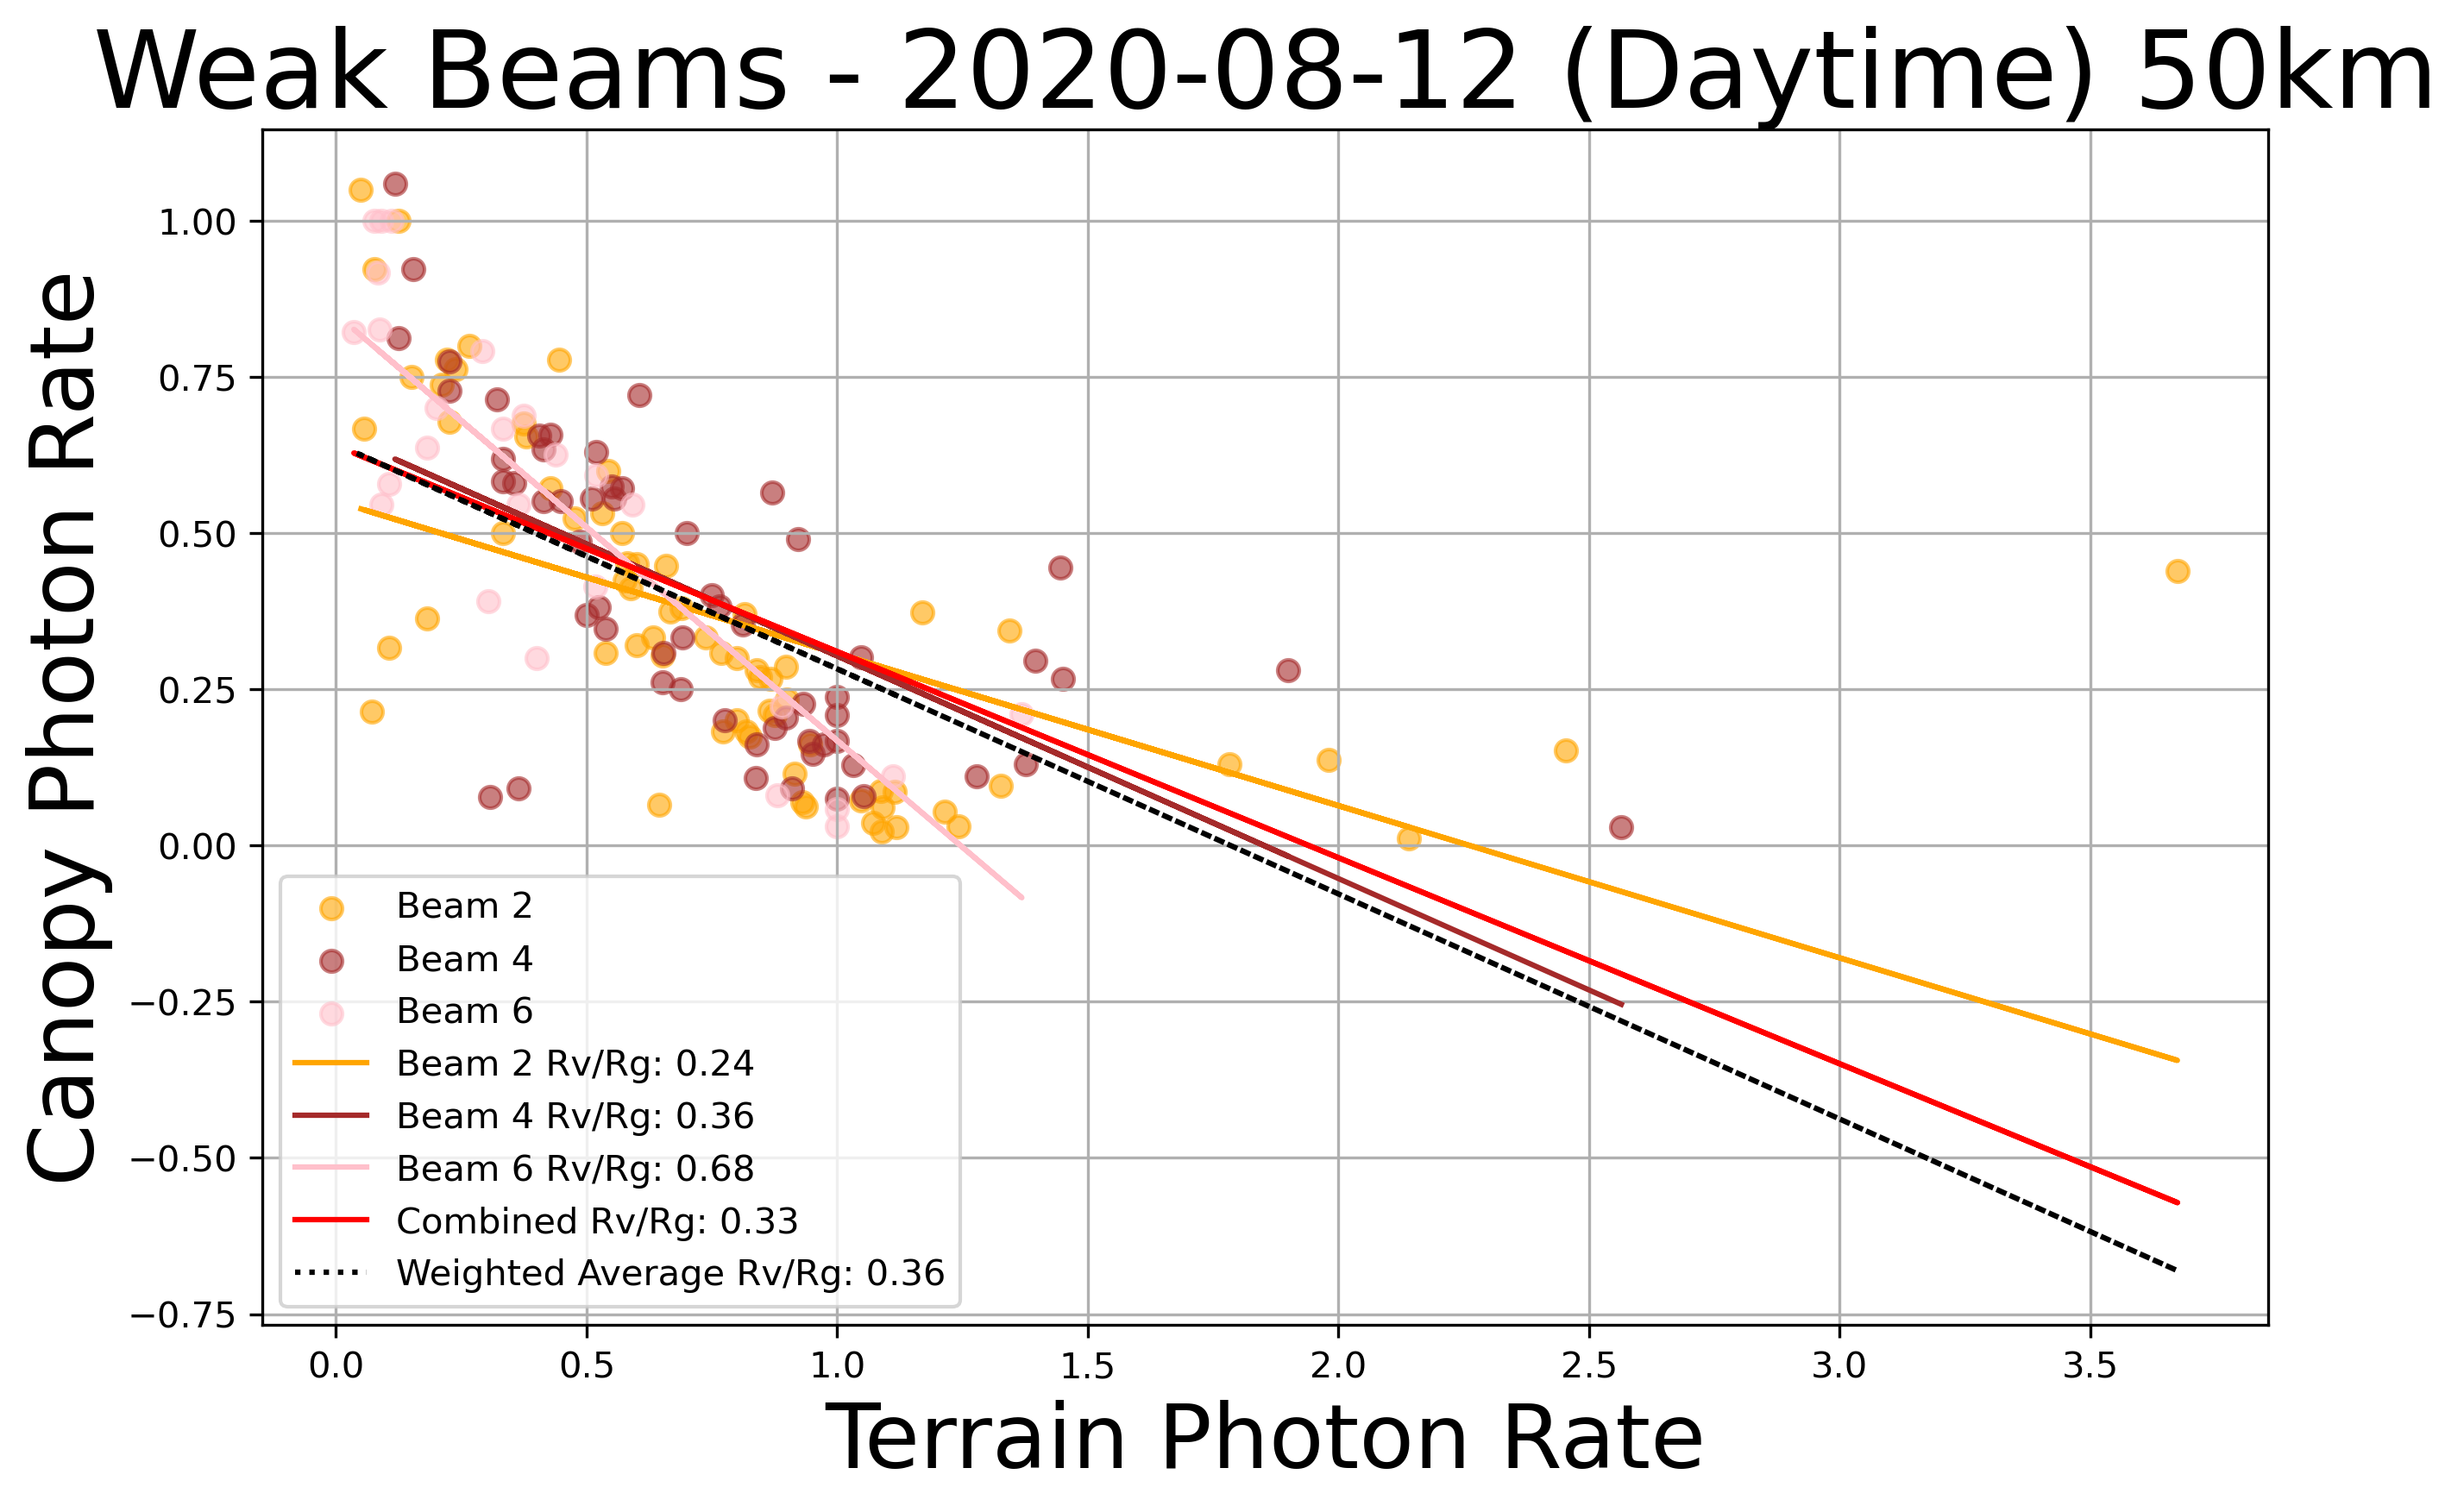 Weak Beams - 2020-08-12 (Daytime) 50km
Canopy Photon Rate
1.00
0.75
0.50
0.25
0.00
−0.25
−0.50
−0.75
Beam 2
Beam 4
Beam 6
Beam 2 Rv/Rg: 0.24
Beam 4 Rv/Rg: 0.36
Beam 6 Rv/Rg: 0.68
Combined Rv/Rg: 0.33
Weighted Average Rv/Rg: 0.36
0.0 0.5 1.0 1.5 2.0 2.5 3.0 3.5
Terrain Photon Rate